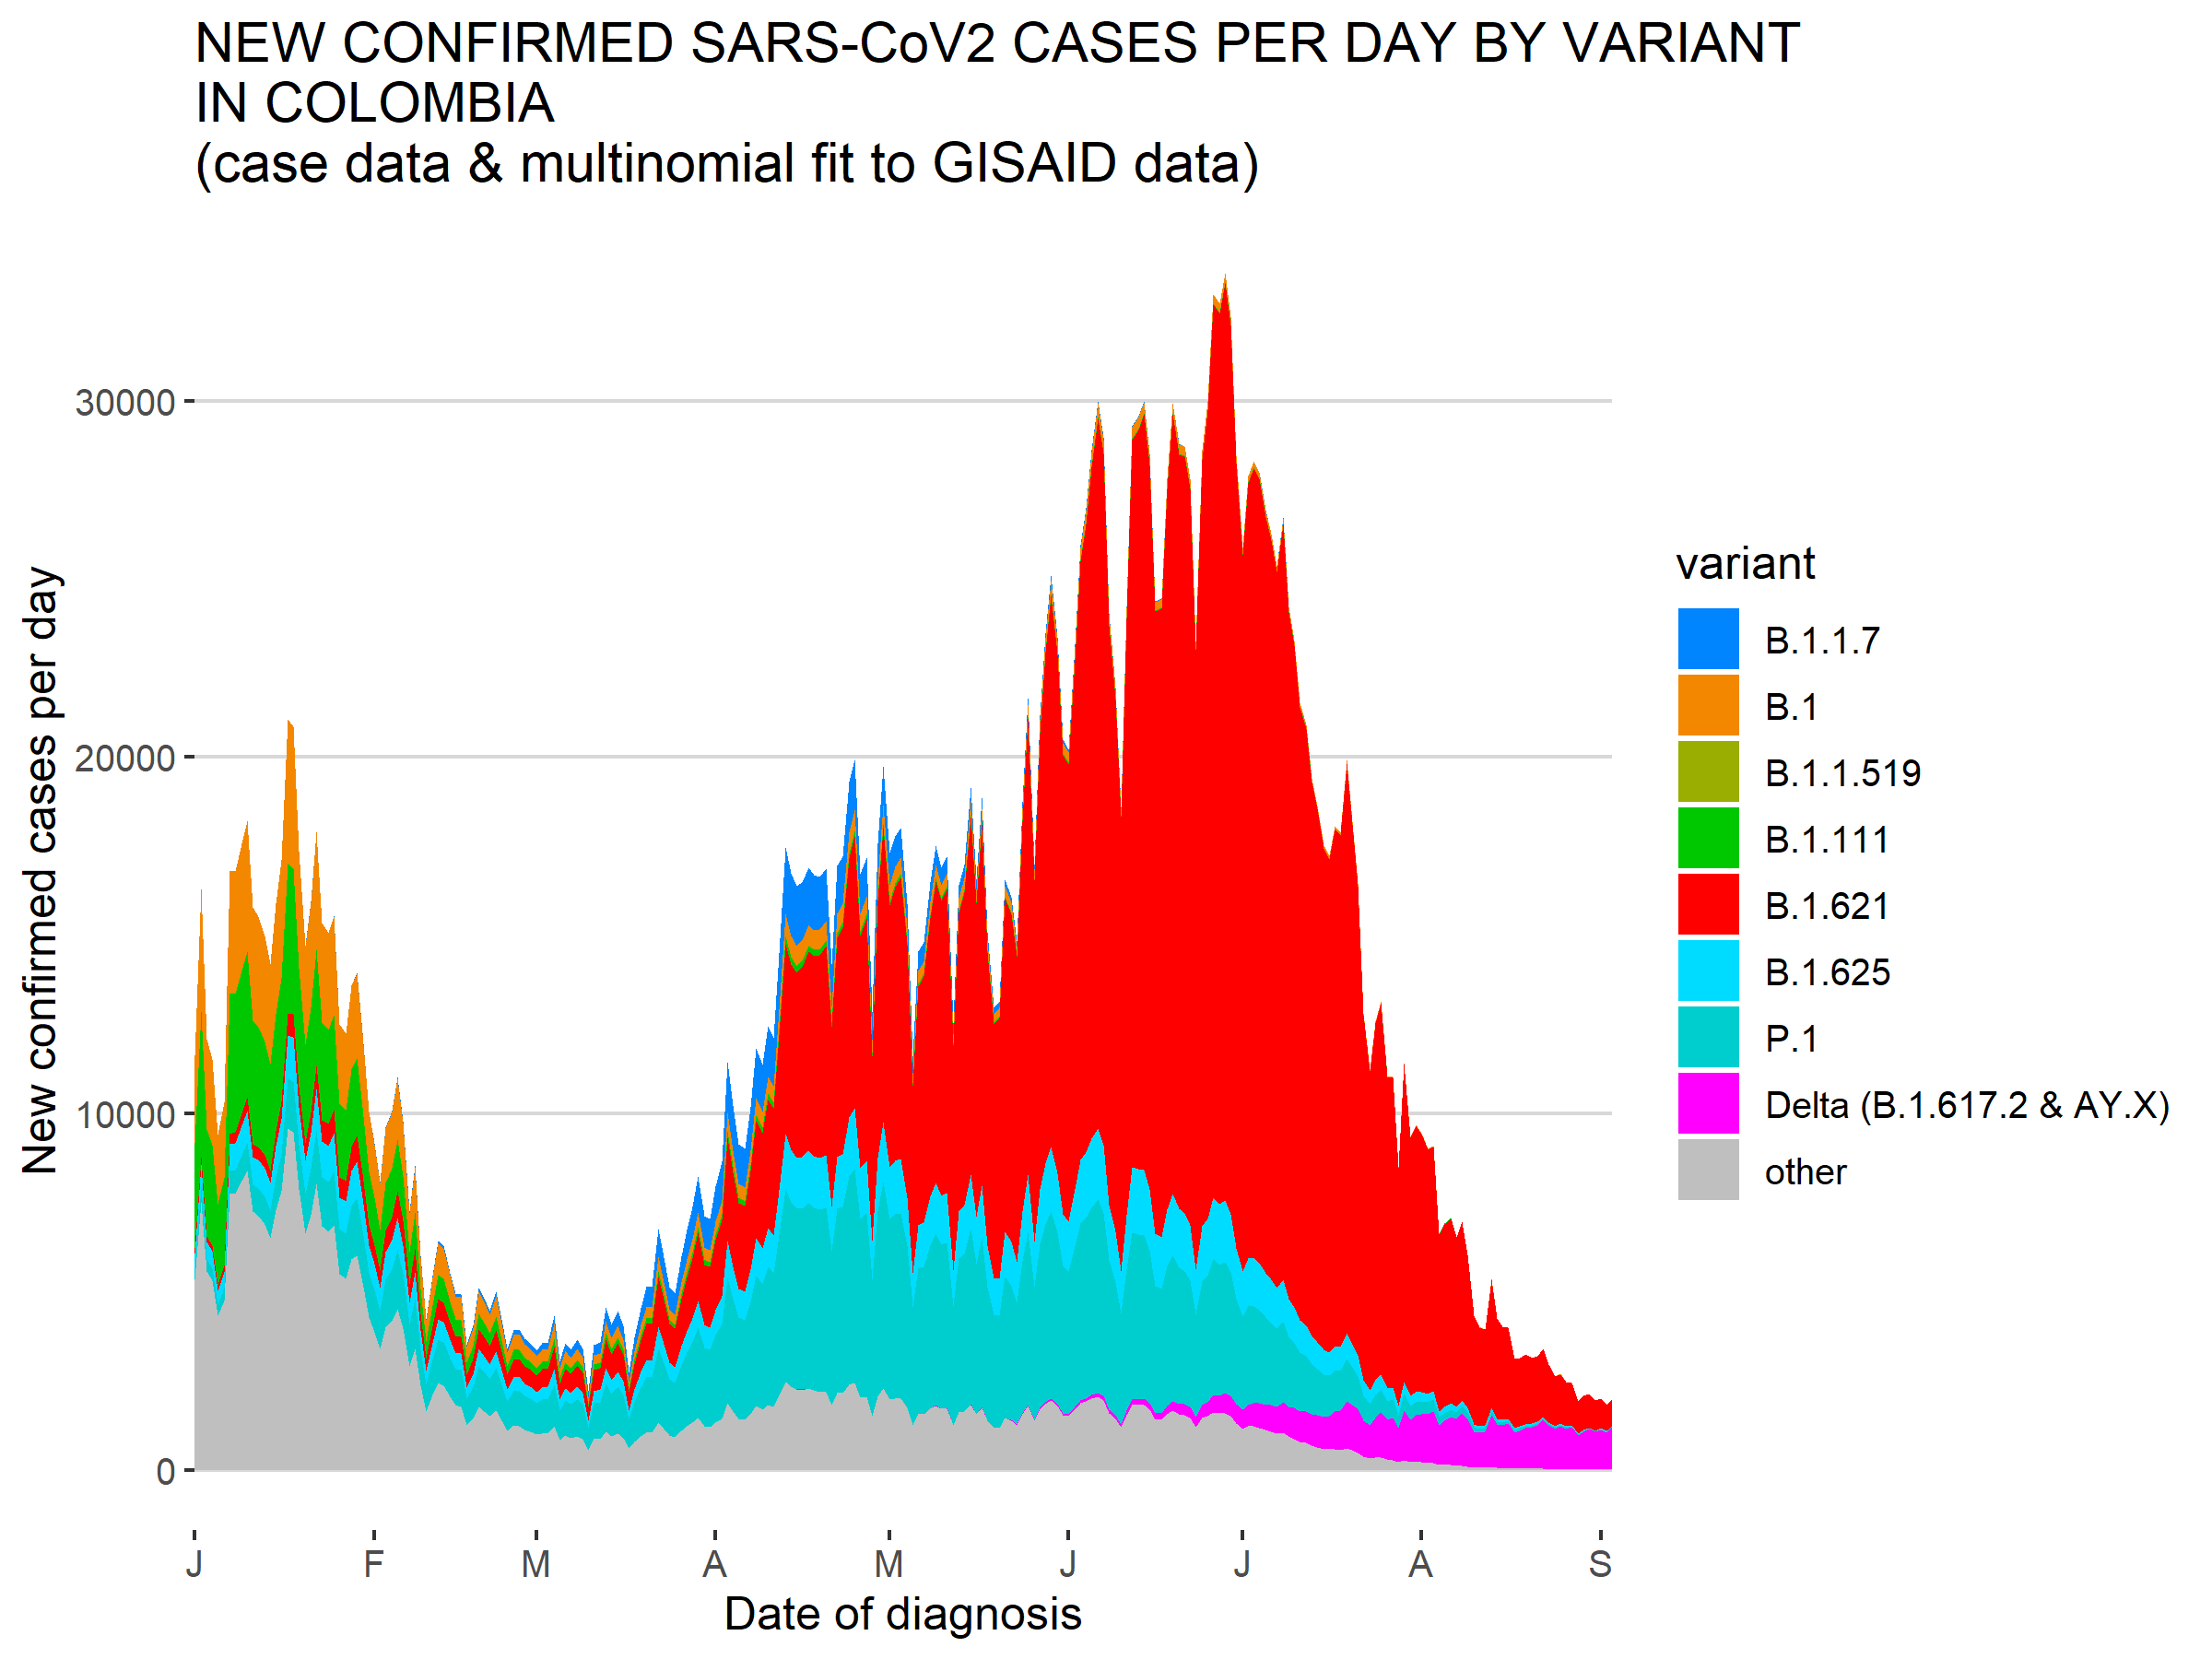 NEW CONFIRMED SARS-CoV2 CASES PER DAY BY VARIANT
IN COLOMBIA
(case data & multinomial fit to GISAID data)
New confirmed cases per day
30000
20000
10000
0
J F M A M J J A S
Date of diagnosis
variant
B.1.1.7
B.1
B.1.1.519
B.1.111
B.1.621
B.1.625
P.1
Delta (B.1.617.2 & AY.X)
other